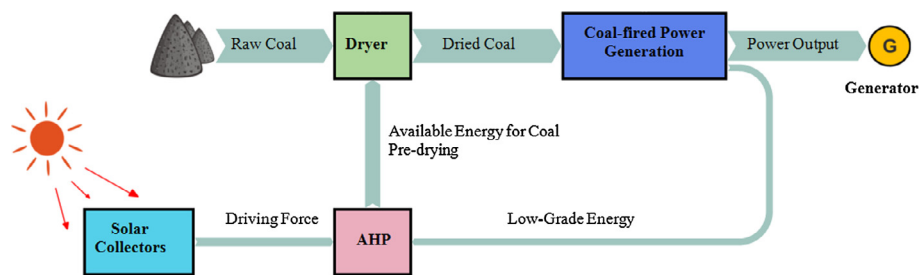 Raw Coal
Dryer
Dried Coal
Coal-fired Power
Generation
Power Output
G
Generator
Available Energy for Coal
Pre-drying
Solar
Collectors
Driving Force
AHP
Low-Grade Energy